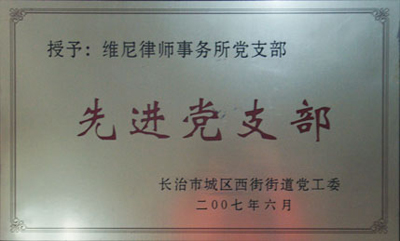 授予：维尼律师事务所党支部
先进党支部
长治市城区西街街道党工委
二00七年六月